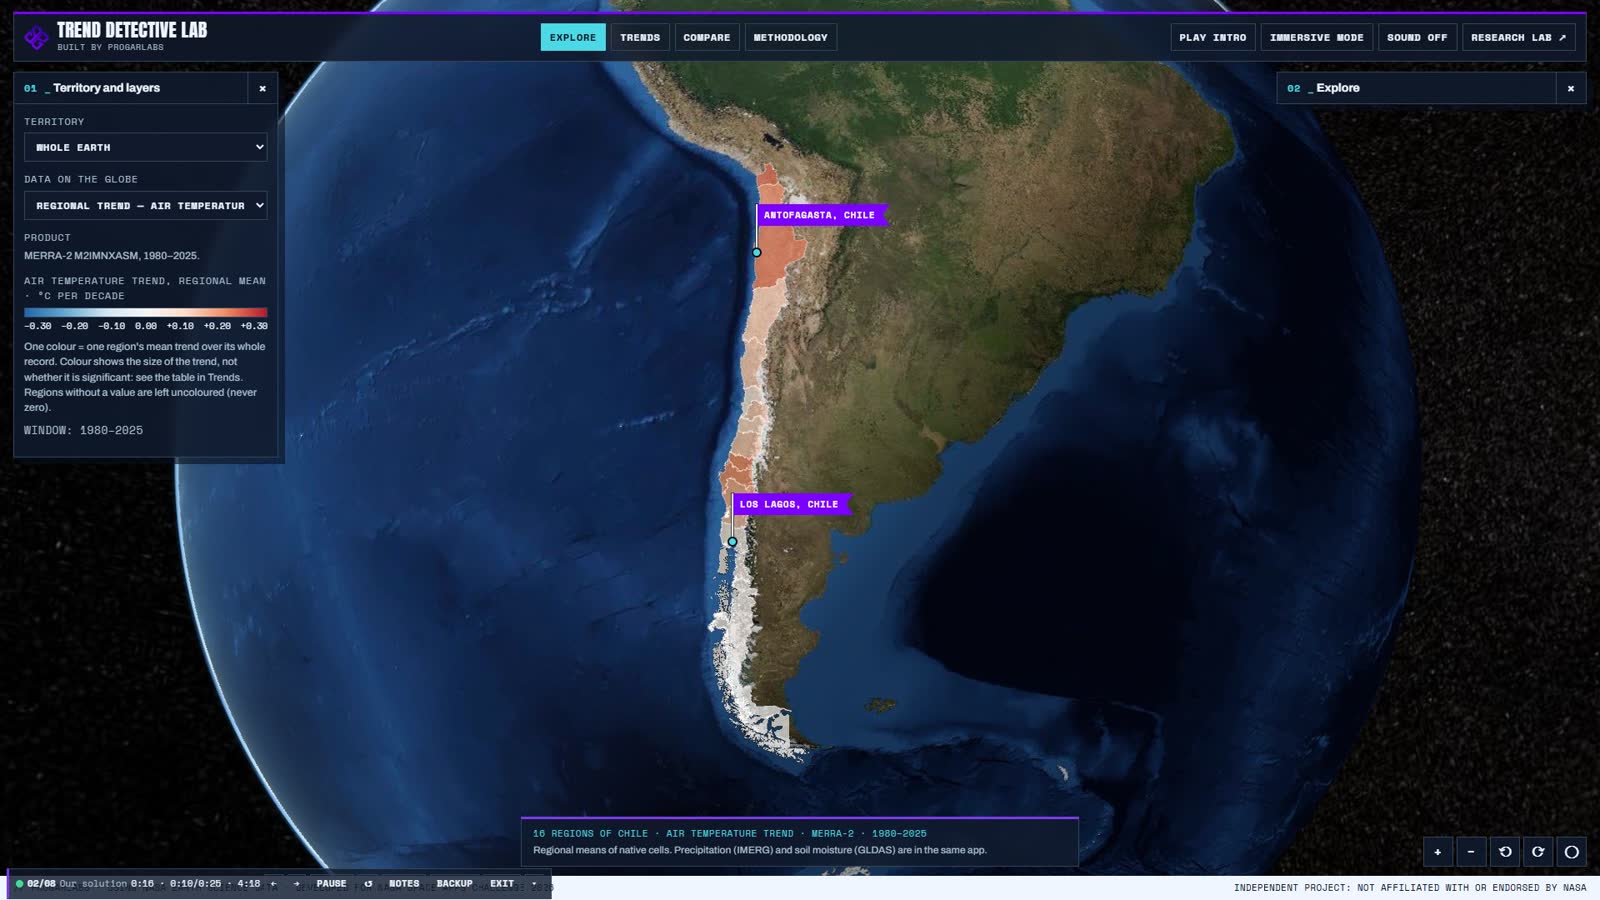 TREND DETECTIVE LAB
BUILT BY PROGARLABS
EXPLORE
TRENDS
COMPARE
METHODOLOGY
PLAY INTRO
IMMERSIVE MODE
SOUND OFF
RESEARCH LAB ↗
01 _ Territory and layers ×
TERRITORY
WHOLE EARTH
DATA ON THE GLOBE
REGIONAL TREND — AIR TEMPERATUR
PRODUCT
MERRA-2 M2IMNXASM, 1980–2025.
AIR TEMPERATURE TREND, REGIONAL MEAN
· °C PER DECADE
−0.30 −0.20 −0.10 0.00 +0.10 +0.20 +0.30
One colour = one region's mean trend over its whole
record. Colour shows the size of the trend, not
whether it is significant: see the table in Trends.
Regions without a value are left uncoloured (never
zero).
WINDOW: 1980–2025
02 _ Explore ×
ANTOFAGASTA, CHILE
LOS LAGOS, CHILE
16 REGIONS OF CHILE · AIR TEMPERATURE TREND · MERRA-2 · 1980–2025
Regional means of native cells. Precipitation (IMERG) and soil moisture (GLDAS) are in the same app.
+ −
02/08 Our solution 0:16 · 0:10/0:25 · 4:18 ← → PAUSE ↺ NOTES BACKUP EXIT
INDEPENDENT PROJECT: NOT AFFILIATED WITH OR ENDORSED BY NASA